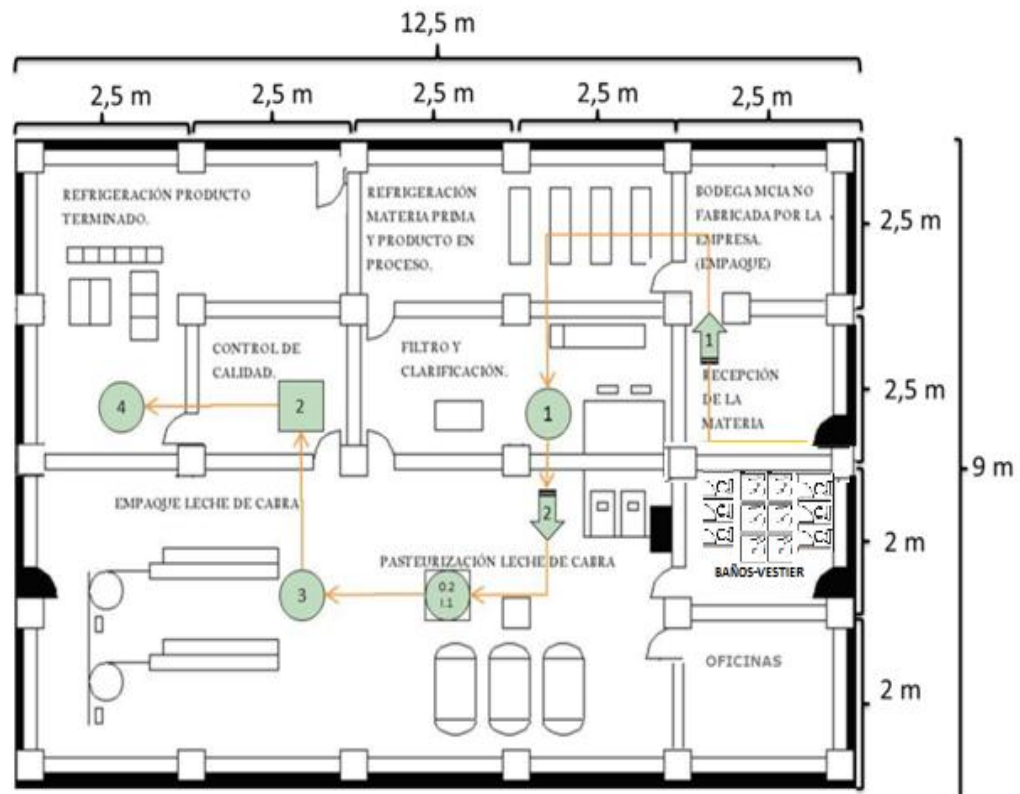 12,5 m
2,5 m
2,5 m
2,5 m
2,5 m
2,5 m
REFRIGERACIÓN PRODUCTO
TERMINADO.
REFRIGERACIÓN
MATERIA PRIMA
Y PRODUCTO EN
PROCESO.
BODEGA MCIA NO
FABRICADA POR LA
EMPRESA.
(EMPAQUE)
2,5 m
CONTROL DE
CALIDAD.
FILTRO Y
CLARIFICACIÓN.
1
RECEPCIÓN
DE LA
MATERIA
2,5 m
4
2
1
9 m
EMPAQUE LECHE DE CABRA
2
2 m
PASTEURIZACIÓN LECHE DE CABRA
BAÑOS-VESTIER
3
0.2
I.1
OFICINAS
2 m